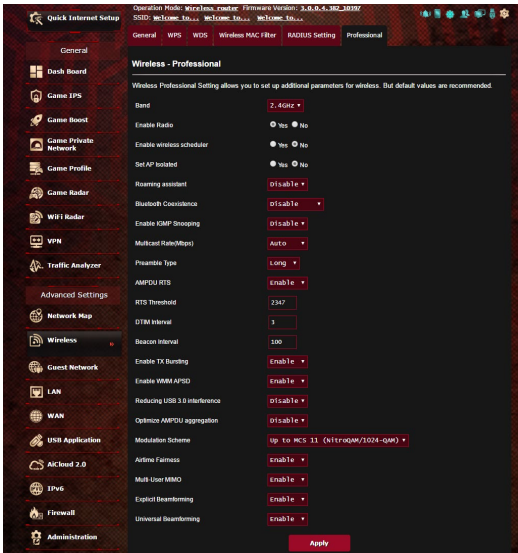 Operation Mode: Wireless router Firmware Version: 3.0.0.4.382_18397
SSID: Welcome to... Welcome to... Welcome to...
Quick Internet Setup
General WPS WDS Wireless MAC Filter RADIUS Setting Professional
General
Dash Board
Game IPS
Game Boost
Game Private Network
Game Profile
Game Radar
WiFi Radar
VPN
Traffic Analyzer
Advanced Settings
Network Map
Wireless
Guest Network
LAN
WAN
USB Application
AiCloud 2.0
IPv6
Firewall
Administration
Wireless - Professional
Wireless Professional Setting allows you to set up additional parameters for wireless. But default values are recommended.
Band 2.4GHz
Enable Radio Yes No
Enable wireless scheduler Yes No
Set AP Isolated Yes No
Roaming assistant Disable
Bluetooth Coexistence Disable
Enable IGMP Snooping Disable
Multicast Rate(Mbps) Auto
Preamble Type Long
AMPDU RTS Enable
RTS Threshold 2347
DTIM Interval 3
Beacon Interval 100
Enable TX Bursting Enable
Enable WMM APSD Enable
Reducing USB 3.0 interference Disable
Optimize AMPDU aggregation Disable
Modulation Scheme Up to MCS 11 (NitroQAM/1024-QAM)
Airtime Fairness Enable
Multi-User MIMO Enable
Explicit Beamforming Enable
Universal Beamforming Enable
Apply